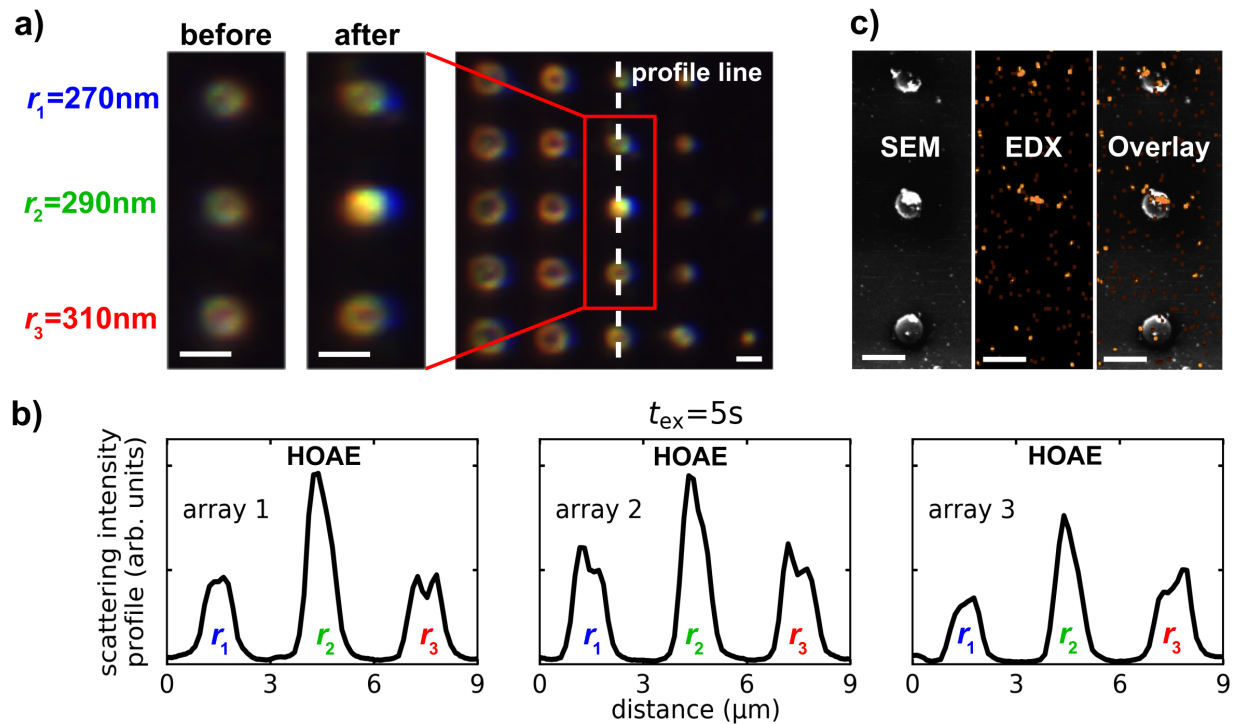 a)
before
after
r₁=270nm
r₂=290nm
r₃=310nm
profile line
c)
SEM
EDX
Overlay
b)
tₑₓ=5s
scattering intensity
profile (arb. units)
HOAE
array 1
r₁
r₂
r₃
0
3
6
9
HOAE
array 2
r₁
r₂
r₃
0
3
6
9
HOAE
array 3
r₁
r₂
r₃
0
3
6
9
distance (μm)